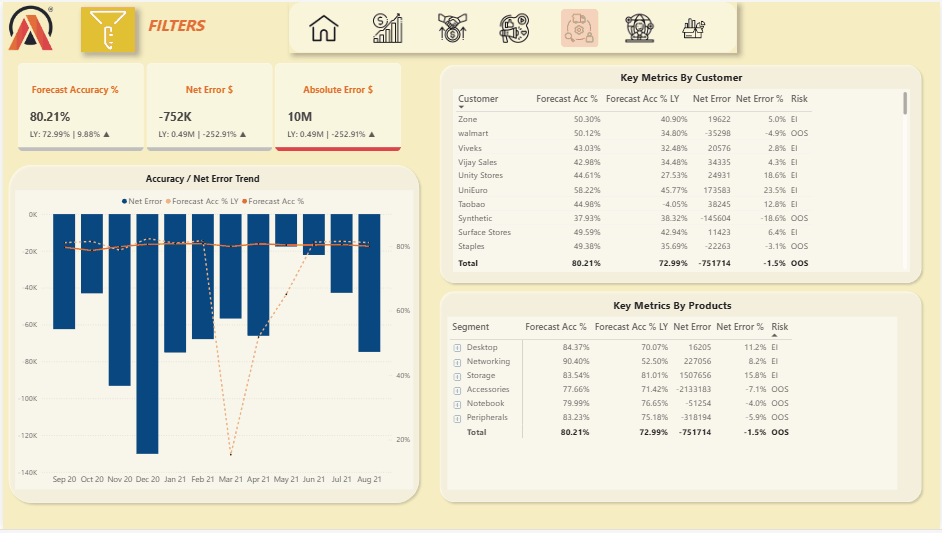 FILTERS
Forecast Accuracy %
80.21%
LY: 72.99% | 9.88% ▲
Net Error $
-752K
LY: 0.49M | -252.91% ▲
Absolute Error $
10M
LY: 0.49M | -252.91% ▲
Accuracy / Net Error Trend
Net Error Forecast Acc % LY Forecast Acc %
0K
-20K
-40K
-60K
-80K
-100K
-120K
-140K
80%
60%
40%
20%
Sep 20 Oct 20 Nov 20 Dec 20 Jan 21 Feb 21 Mar 21 Apr 21 May 21 Jun 21 Jul 21 Aug 21
Key Metrics By Customer
Customer Forecast Acc % Forecast Acc % LY Net Error Net Error % Risk
Zone 50.30% 40.90% 19622 5.0% EI
walmart 50.12% 34.80% -35298 -4.9% OOS
Viveks 43.03% 32.48% 20576 2.8% EI
Vijay Sales 42.98% 34.48% 34335 4.3% EI
Unity Stores 44.61% 27.53% 24931 18.6% EI
UniEuro 58.22% 45.77% 173583 23.5% EI
Taobao 44.98% -4.05% 38245 12.8% EI
Synthetic 37.93% 38.32% -145604 -18.6% OOS
Surface Stores 49.59% 42.94% 11423 6.4% EI
Staples 49.38% 35.69% -22263 -3.1% OOS
Total 80.21% 72.99% -751714 -1.5% OOS
Key Metrics By Products
Segment Forecast Acc % Forecast Acc % LY Net Error Net Error % Risk
Desktop 84.37% 70.07% 16205 11.2% EI
Networking 90.40% 52.50% 227056 8.2% EI
Storage 83.54% 81.01% 1507656 15.8% EI
Accessories 77.66% 71.42% -2133183 -7.1% OOS
Notebook 79.99% 76.65% -51254 -4.0% OOS
Peripherals 83.23% 75.18% -318194 -5.9% OOS
Total 80.21% 72.99% -751714 -1.5% OOS